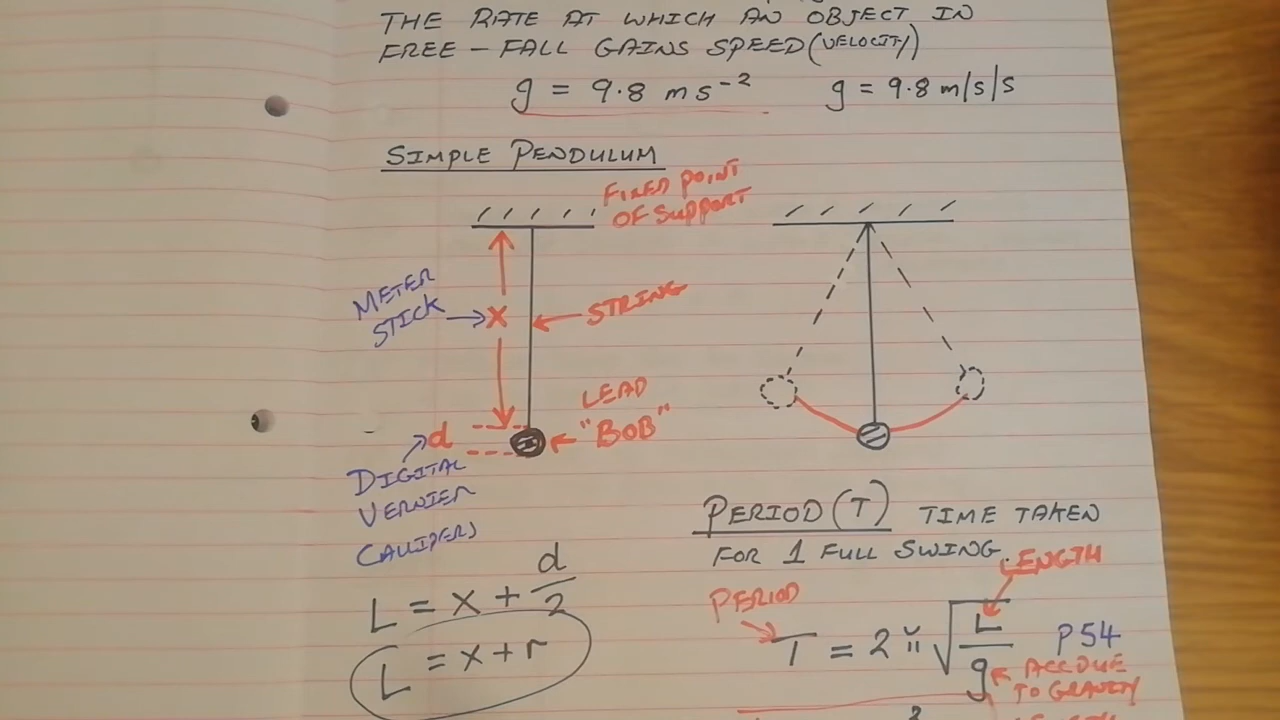 THE RATE AT WHICH AN OBJECT IN
FREE-FALL GAINS SPEED (VELOCITY)
g = 9.8 ms⁻² g = 9.8 m/s/s
SIMPLE PENDULUM
FIXED POINT
OF SUPPORT
METER
STICK
X
STRING
LEAD
"BOB"
d
DIGITAL
VERNIER
CALLIPERS
L = x + d/2
L = x + r
PERIOD (T) TIME TAKEN
FOR 1 FULL SWING.
LENGTH
PERIOD
T = 2π√(L/g) P54
ACC DUE
TO GRAVITY